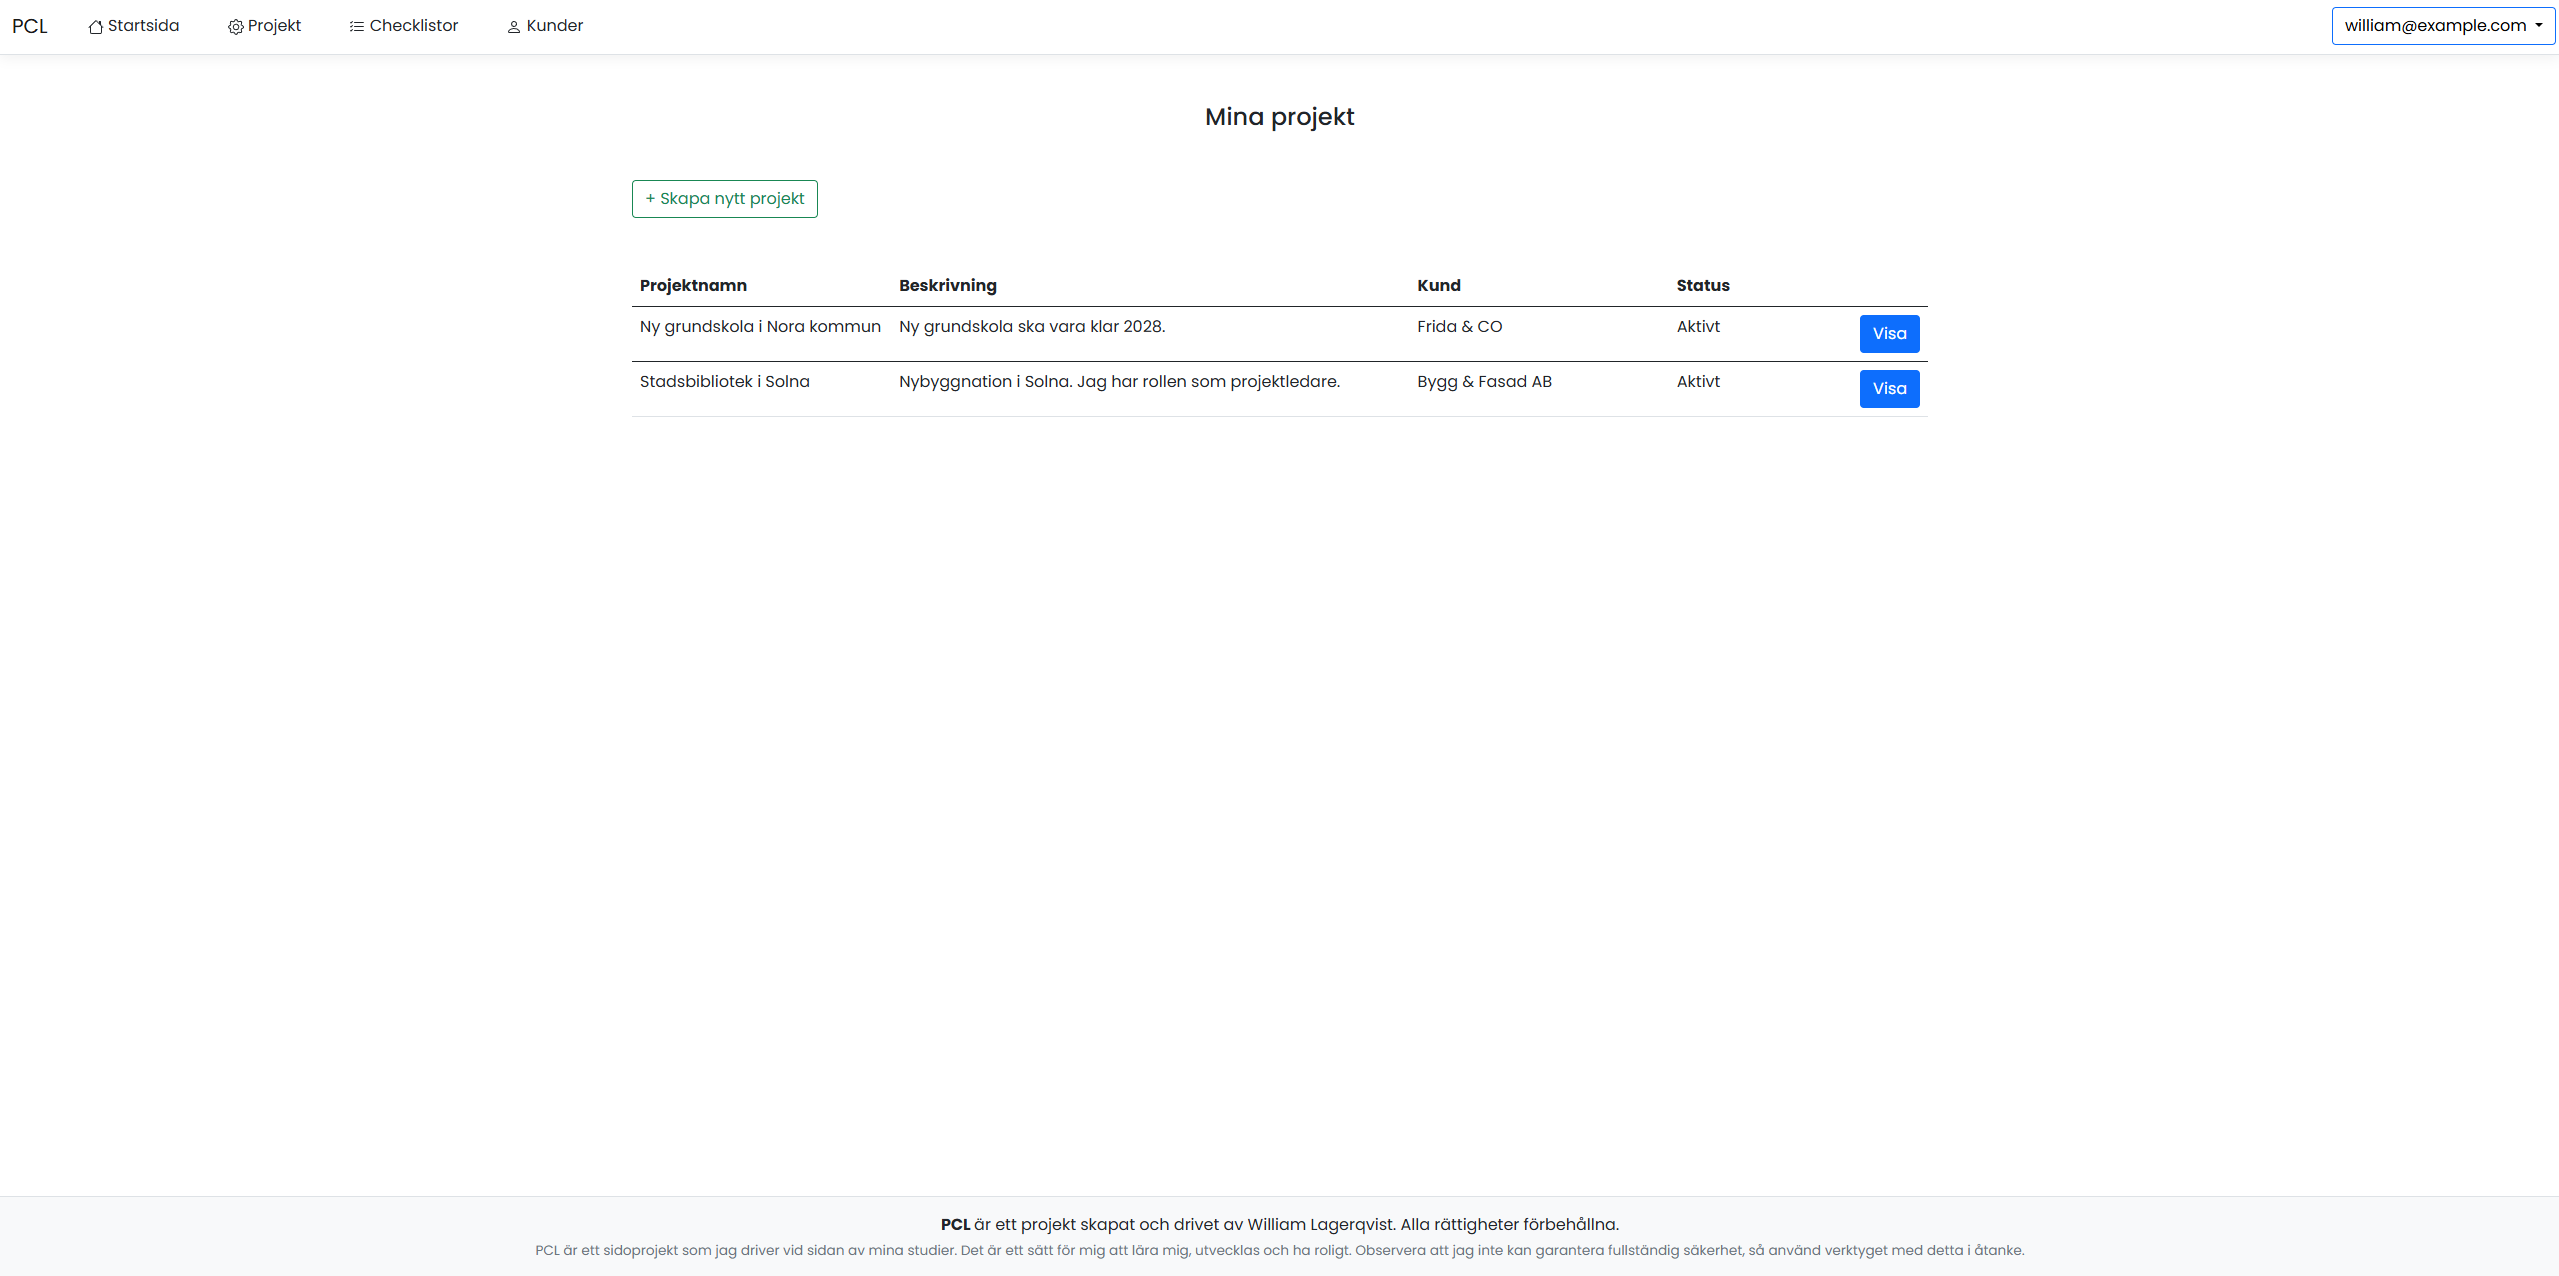 PCL Startsida Projekt Checklistor Kunder william@example.com
Mina projekt
+ Skapa nytt projekt
Projektnamn Beskrivning Kund Status
Ny grundskola i Nora kommun Ny grundskola ska vara klar 2028. Frida & CO Aktivt Visa
Stadsbibliotek i Solna Nybyggnation i Solna. Jag har rollen som projektledare. Bygg & Fasad AB Aktivt Visa
PCL är ett projekt skapat och drivet av William Lagerqvist. Alla rättigheter förbehållna.
PCL är ett sidoprojekt som jag driver vid sidan av mina studier. Det är ett sätt för mig att lära mig, utvecklas och ha roligt. Observera att jag inte kan garantera fullständig säkerhet, så använd verktyget med detta i åtanke.